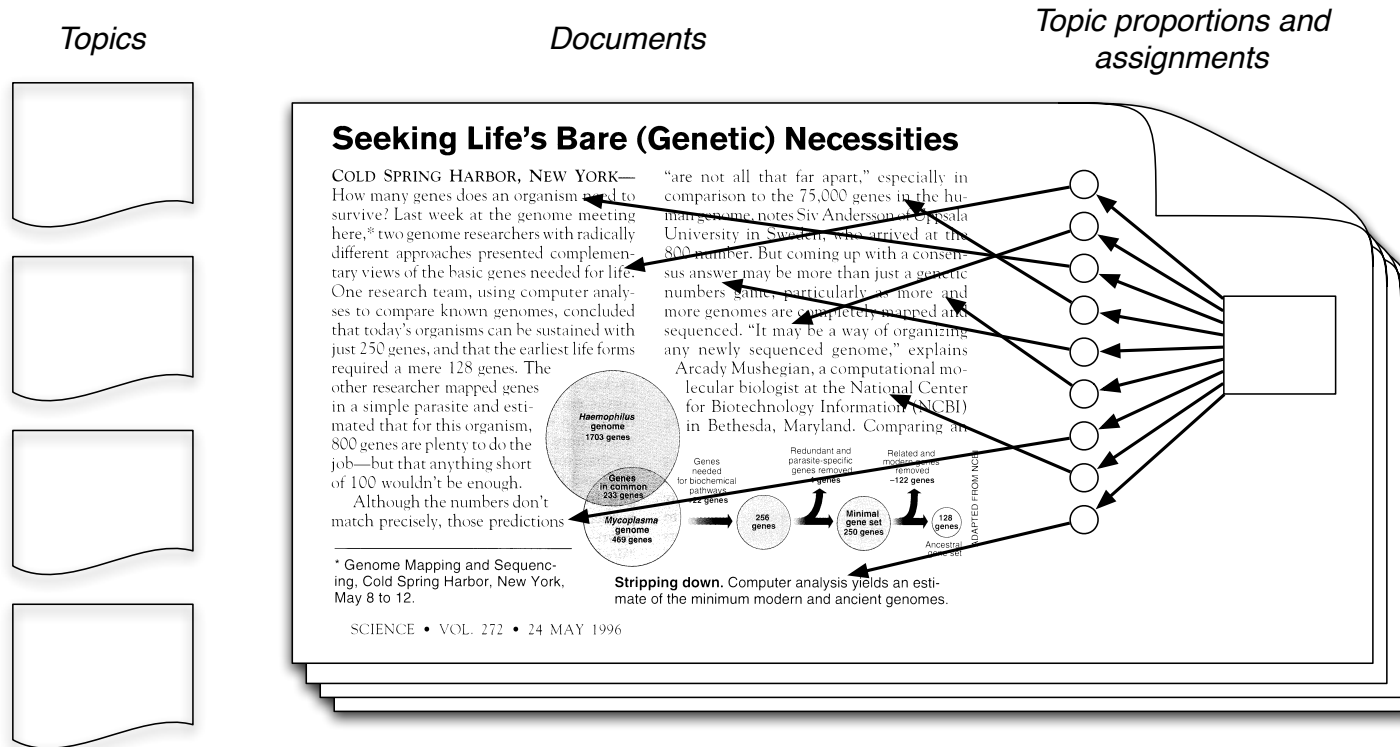 Topics
Documents
Topic proportions and
assignments
Seeking Life's Bare (Genetic) Necessities
COLD SPRING HARBOR, NEW YORK—
How many genes does an organism need to
survive? Last week at the genome meeting
here,* two genome researchers with radically
different approaches presented complemen-
tary views of the basic genes needed for life.
One research team, using computer analy-
ses to compare known genomes, concluded
that today's organisms can be sustained with
just 250 genes, and that the earliest life forms
required a mere 128 genes. The
other researcher mapped genes
in a simple parasite and esti-
mated that for this organism,
800 genes are plenty to do the
job—but that anything short
of 100 wouldn't be enough.
Although the numbers don't
match precisely, those predictions
* Genome Mapping and Sequenc-
ing, Cold Spring Harbor, New York,
May 8 to 12.
"are not all that far apart," especially in
comparison to the 75,000 genes in the hu-
man genome, notes Siv Andersson of Uppsala
University in Sweden, who arrived at the
800 number. But coming up with a consen-
sus answer may be more than just a genetic
numbers game, particularly as more and
more genomes are completely mapped and
sequenced. "It may be a way of organizing
any newly sequenced genome," explains
Arcady Mushegian, a computational mo-
lecular biologist at the National Center
for Biotechnology Information (NCBI)
in Bethesda, Maryland. Comparing an
Haemophilus
genome
1703 genes
Genes
in common
233 genes
Mycoplasma
genome
469 genes
Genes
needed
for biochemical
pathways
genes
256
genes
Redundant and
parasite-specific
genes removed
genes
Minimal
gene set
250 genes
Related and
modern genes
removed
–122 genes
128
genes
Ancestral
gene set
ADAPTED FROM NCBI
Stripping down. Computer analysis yields an esti-
mate of the minimum modern and ancient genomes.
SCIENCE • VOL. 272 • 24 MAY 1996